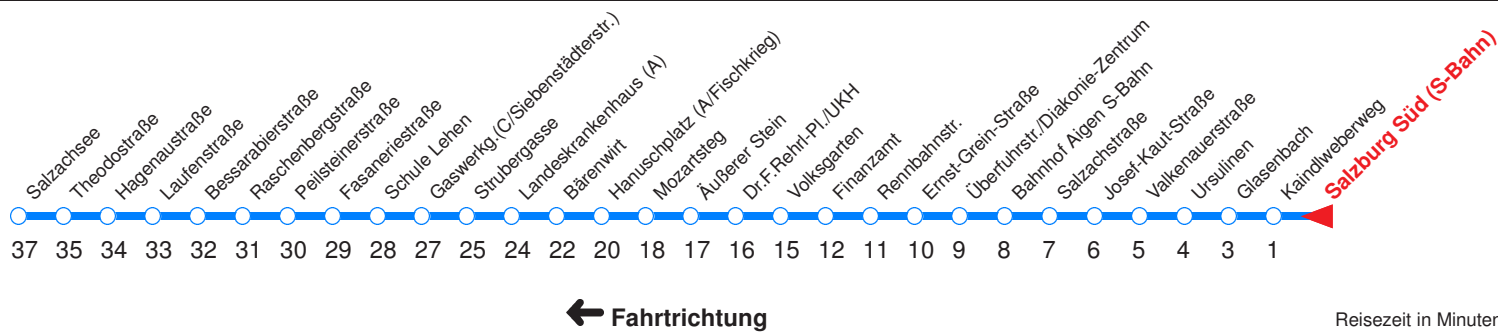 Salzachsee
Theodostraße
Hagenaustraße
Laufenstraße
Bessarabierstraße
Raschenbergstraße
Peilsteinerstraße
Fasaneriestraße
Schule Lehen
Gaswerkg.(C/Siebenstädterstr.)
Strubergasse
Landeskrankenhaus (A)
Bärenwirt
Hanuschplatz (A/Fischkrieg)
Mozartsteg
Äußerer Stein
Dr.F.Rehrl-Pl./UKH
Volksgarten
Finanzamt
Rennbahnstr.
Ernst-Grein-Straße
Überfuhrstr./Diakonie-Zentrum
Bahnhof Aigen S-Bahn
Salzachstraße
Josef-Kaut-Straße
Valkenauerstraße
Ursulinen
Glasenbach
Kaindlweberweg
Salzburg Süd (S-Bahn)
37 35 34 33 32 31 30 29 28 27 25 24 22 20 18 17 16 15 12 11 10 9 8 7 6 5 4 3 1
Fahrtrichtung
Reisezeit in Minuten